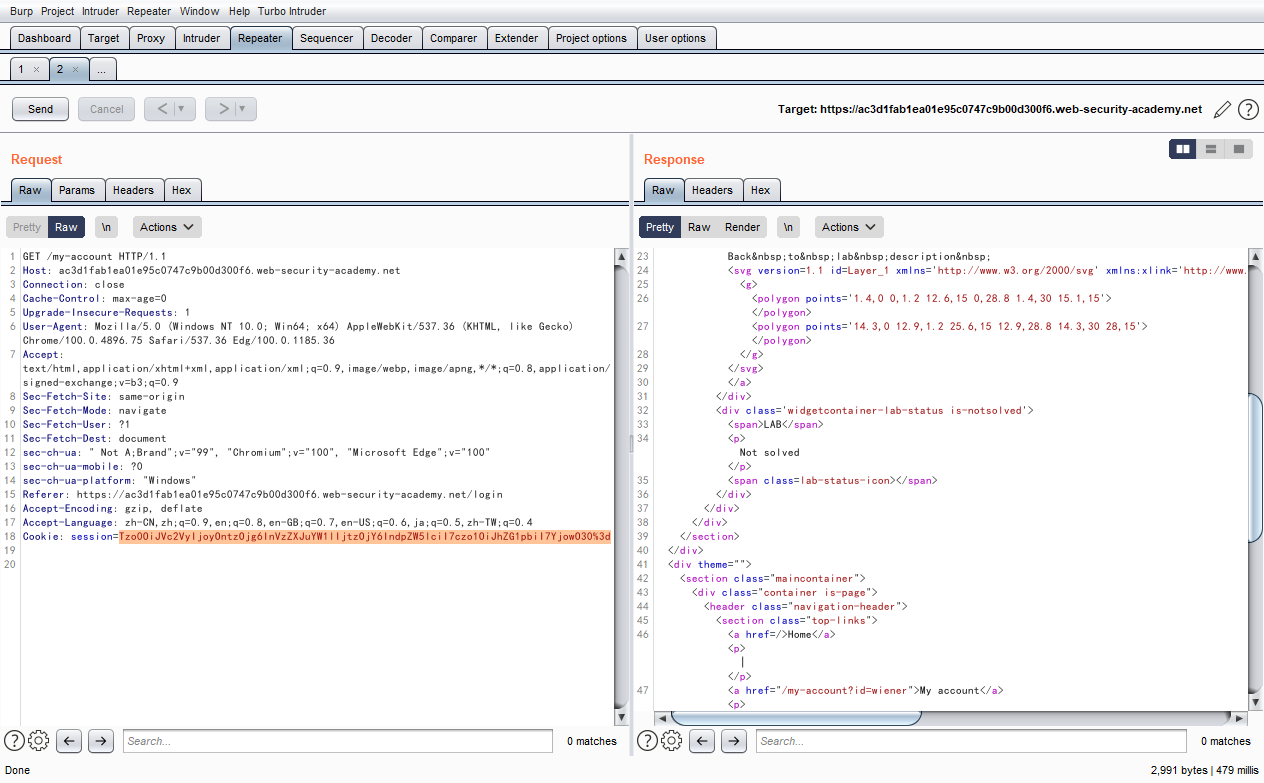 Burp Project Intruder Repeater Window Help Turbo Intruder
Dashboard Target Proxy Intruder Repeater Sequencer Decoder Comparer Extender Project options User options
1 × 2 × ...
Send Cancel < > Target: https://ac3d1fab1ea01e95c0747c9b00d300f6.web-security-academy.net ?
Request
Raw Params Headers Hex
Pretty Raw \n Actions
1 GET /my-account HTTP/1.1
2 Host: ac3d1fab1ea01e95c0747c9b00d300f6.web-security-academy.net
3 Connection: close
4 Cache-Control: max-age=0
5 Upgrade-Insecure-Requests: 1
6 User-Agent: Mozilla/5.0 (Windows NT 10.0; Win64; x64) AppleWebKit/537.36 (KHTML, like Gecko)
Chrome/100.0.4896.75 Safari/537.36 Edg/100.0.1185.36
7 Accept:
text/html,application/xhtml+xml,application/xml;q=0.9,image/webp,image/apng,*/*;q=0.8,application/
signed-exchange;v=b3;q=0.9
8 Sec-Fetch-Site: same-origin
9 Sec-Fetch-Mode: navigate
10 Sec-Fetch-User: ?1
11 Sec-Fetch-Dest: document
12 sec-ch-ua: " Not A;Brand";v="99", "Chromium";v="100", "Microsoft Edge";v="100"
13 sec-ch-ua-mobile: ?0
14 sec-ch-ua-platform: "Windows"
15 Referer: https://ac3d1fab1ea01e95c0747c9b00d300f6.web-security-academy.net/login
16 Accept-Encoding: gzip, deflate
17 Accept-Language: zh-CN,zh;q=0.9,en;q=0.8,en-GB;q=0.7,en-US;q=0.6,ja;q=0.5,zh-TW;q=0.4
18 Cookie: session=Tzo0OiJVc2VyIjoyOntzOjg6InVzZXJuYW1lIjtzOjY6IndpZW5lciI7czo1OiJhZG1pbiI7YjowO30%3d
19
20
? Search... 0 matches
Response
Raw Headers Hex
Pretty Raw Render \n Actions
23 Back&nbsp;to&nbsp;lab&nbsp;description&nbsp;
24 <svg version=1.1 id=Layer_1 xmlns='http://www.w3.org/2000/svg' xmlns:xlink='http://www.
25 <g>
26 <polygon points='1.4,0 0,1.2 12.6,15 0,28.8 1.4,30 15.1,15'>
</polygon>
27 <polygon points='14.3,0 12.9,1.2 25.6,15 12.9,28.8 14.3,30 28,15'>
</polygon>
28 </g>
29 </svg>
30 </a>
31 </div>
32 <div class='widgetcontainer-lab-status is-notsolved'>
33 <span>LAB</span>
34 <p>
Not solved
</p>
35 <span class=lab-status-icon></span>
36 </div>
37 </div>
38 </div>
39 </section>
40 </div>
41 <div theme="">
42 <section class="maincontainer">
43 <div class="container is-page">
44 <header class="navigation-header">
45 <section class="top-links">
46 <a href=/>Home</a>
<p>
|
</p>
47 <a href="/my-account?id=wiener">My account</a>
<p>
? Search... 0 matches
Done 2,991 bytes | 479 millis